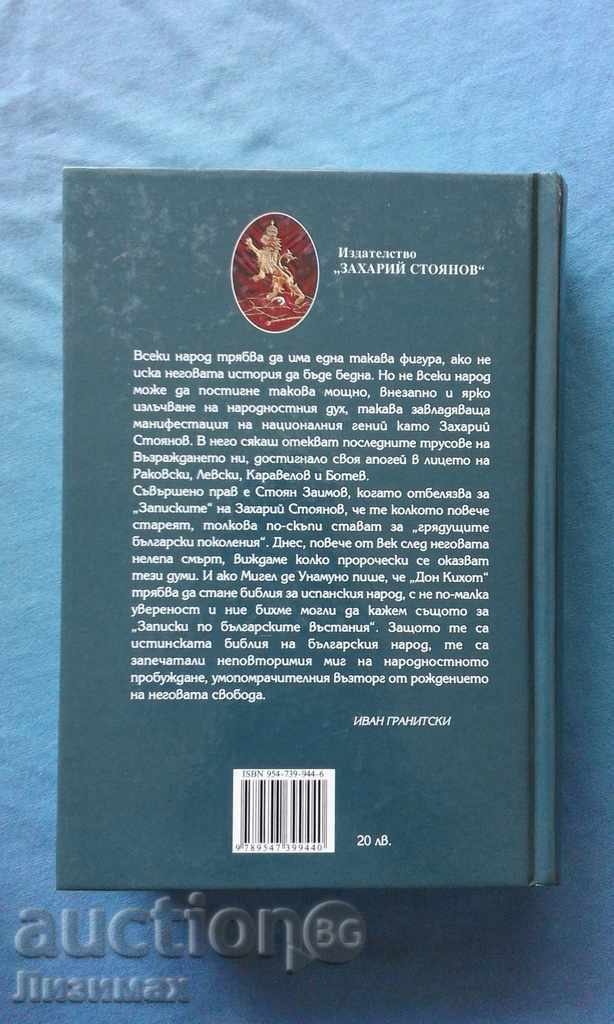 Издателство
„ЗАХАРИЙ СТОЯНОВ“
Всеки народ трябва да има една такава фигура, ако не
иска неговата история да бъде бедна. Но не всеки народ
може да постигне такова мощно, внезапно и ярко
излъчване на народностния дух, такава завладяваща
манифестация на националния гений като Захарий
Стоянов. В него сякаш отекват последните трусове на
Възраждането ни, достигнало своя апогей в лицето на
Раковски, Левски, Каравелов и Ботев.
Съвършено прав е Стоян Заимов, когато отбелязва за
„Записките“ на Захарий Стоянов, че те колкото повече
стареят, толкова по-скъпи стават за „грядущите
български поколения“. Днес, повече от век след неговата
нелепа смърт, виждаме колко пророчески се оказват
тези думи. И ако Мигел де Унамуно пише, че „Дон Кихот“
трябва да стане библия за испанския народ, с не по-малка
увереност и ние бихме могли да кажем същото за
„Записки по българските въстания“. Защото те са
истинската библия на българския народ, те са
запечатали неповторимия миг на народностното
пробуждане, умопомрачителния възторг от рождението
на неговата свобода.
ИВАН ГРАНИТСКИ
ISBN 954-739-944-6
9 789547 399440
20 лв.
auction BG
Лизимах